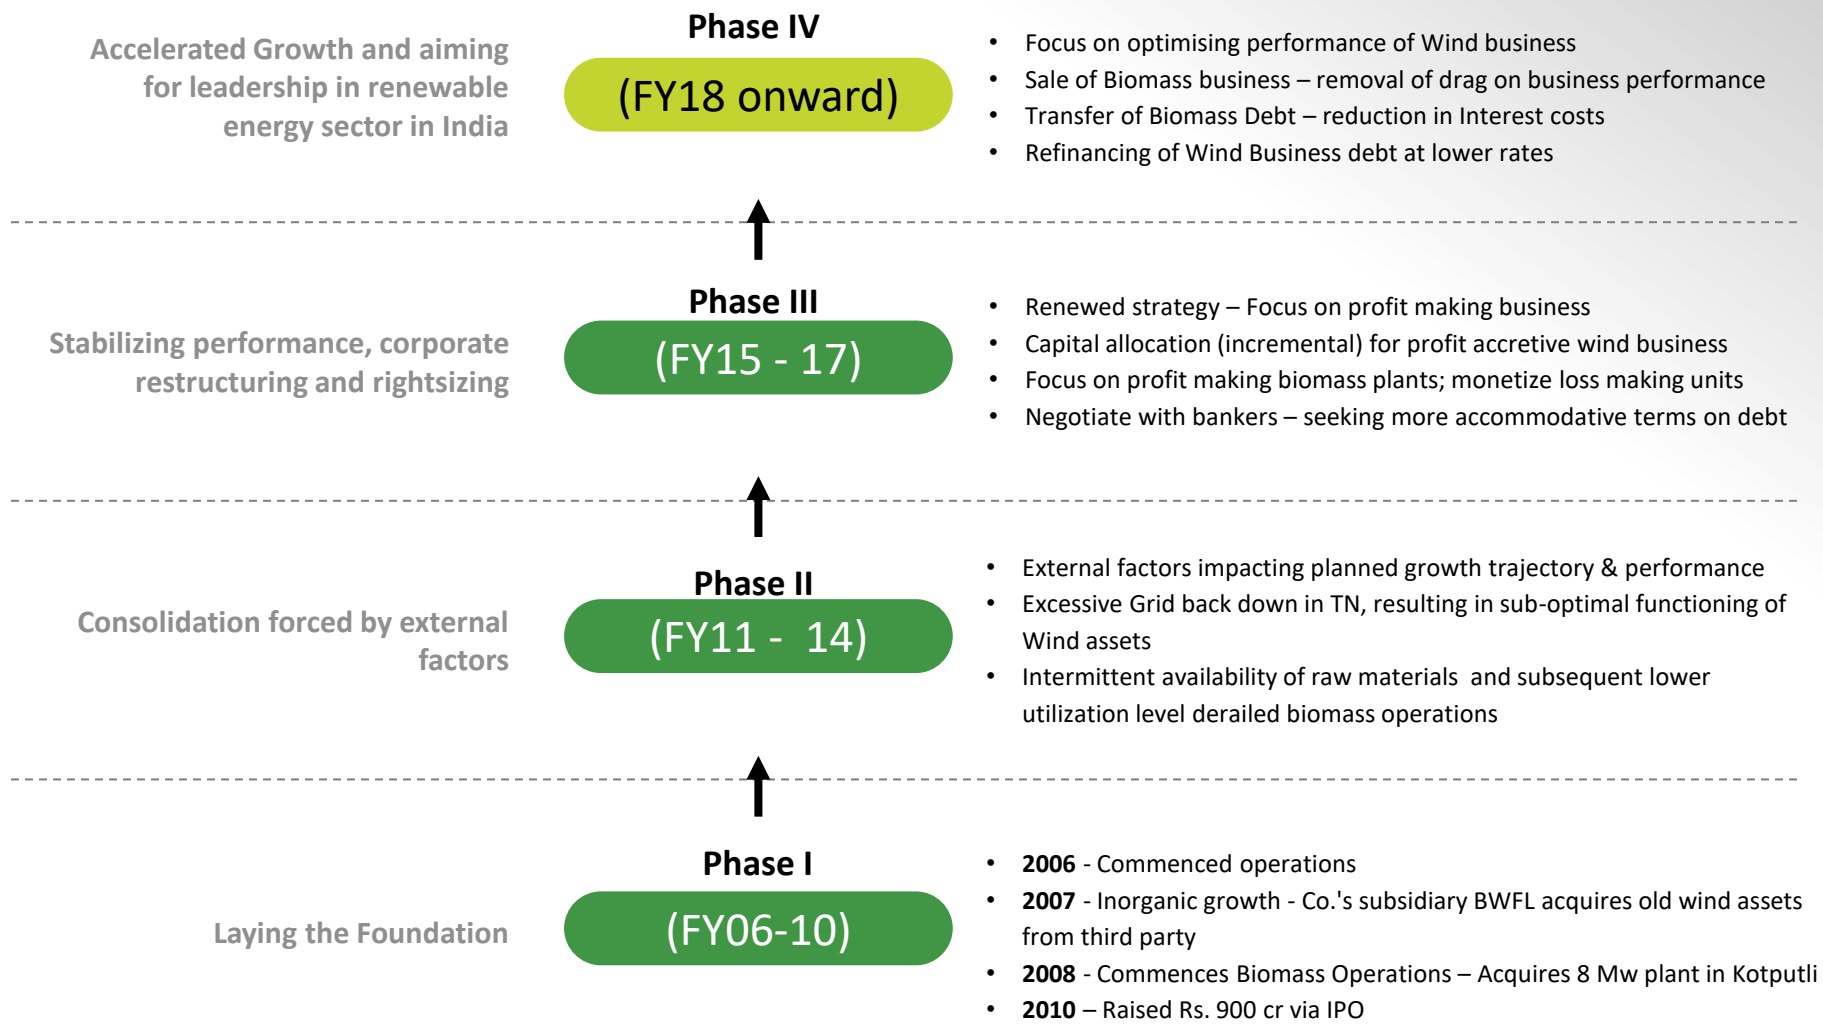 Accelerated Growth and aiming
for leadership in renewable
energy sector in India
Phase IV
(FY18 onward)
• Focus on optimising performance of Wind business
• Sale of Biomass business – removal of drag on business performance
• Transfer of Biomass Debt – reduction in Interest costs
• Refinancing of Wind Business debt at lower rates
Stabilizing performance, corporate
restructuring and rightsizing
Phase III
(FY15 - 17)
• Renewed strategy – Focus on profit making business
• Capital allocation (incremental) for profit accretive wind business
• Focus on profit making biomass plants; monetize loss making units
• Negotiate with bankers – seeking more accommodative terms on debt
Consolidation forced by external
factors
Phase II
(FY11 - 14)
• External factors impacting planned growth trajectory & performance
• Excessive Grid back down in TN, resulting in sub-optimal functioning of
Wind assets
• Intermittent availability of raw materials and subsequent lower
utilization level derailed biomass operations
Laying the Foundation
Phase I
(FY06-10)
• 2006 - Commenced operations
• 2007 - Inorganic growth - Co.'s subsidiary BWFL acquires old wind assets
from third party
• 2008 - Commences Biomass Operations – Acquires 8 Mw plant in Kotputli
• 2010 – Raised Rs. 900 cr via IPO